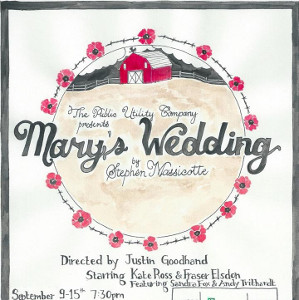 The Public Utility Company
presents
Mary's Wedding
by
Stephen Massicotte
Directed by Justin Goodhand
Starring Kate Ross & Fraser Elsden
Featuring Sandra Fox & Andy Trithardt
September 9-15th 7:30pm